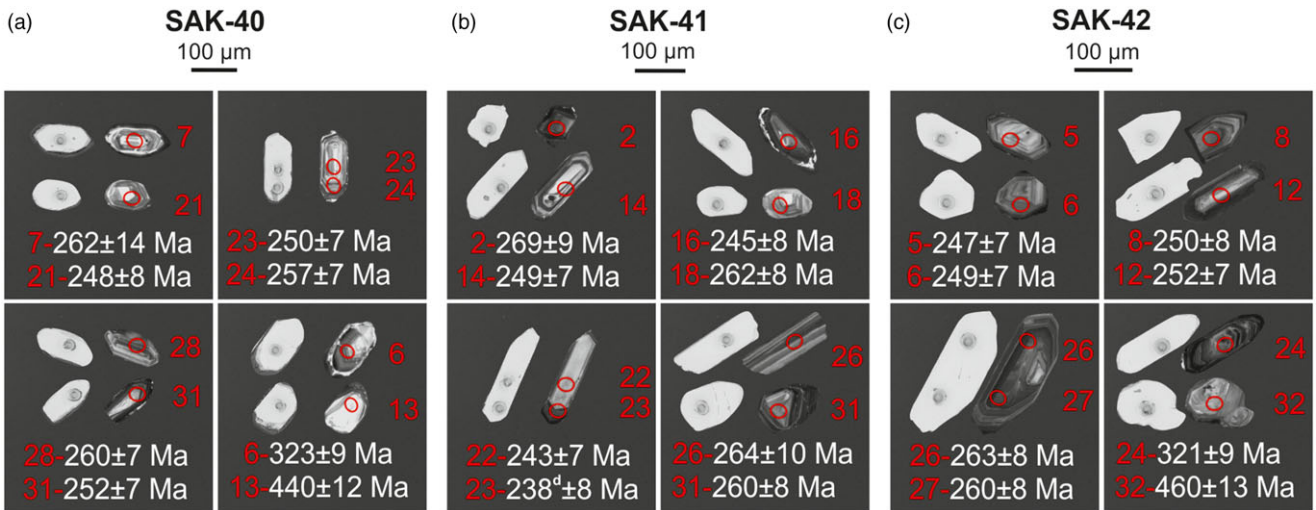 (a) SAK-40
100 µm
7
21
7-262±14 Ma
21-248±8 Ma
23
24
23-250±7 Ma
24-257±7 Ma
28
31
28-260±7 Ma
31-252±7 Ma
6
13
6-323±9 Ma
13-440±12 Ma
(b) SAK-41
100 µm
2
14
2-269±9 Ma
14-249±7 Ma
16
18
16-245±8 Ma
18-262±8 Ma
22
23
22-243±7 Ma
23-238ᵈ±8 Ma
26
31
26-264±10 Ma
31-260±8 Ma
(c) SAK-42
100 µm
5
6
5-247±7 Ma
6-249±7 Ma
8
12
8-250±8 Ma
12-252±7 Ma
26
27
26-263±8 Ma
27-260±8 Ma
24
32
24-321±9 Ma
32-460±13 Ma